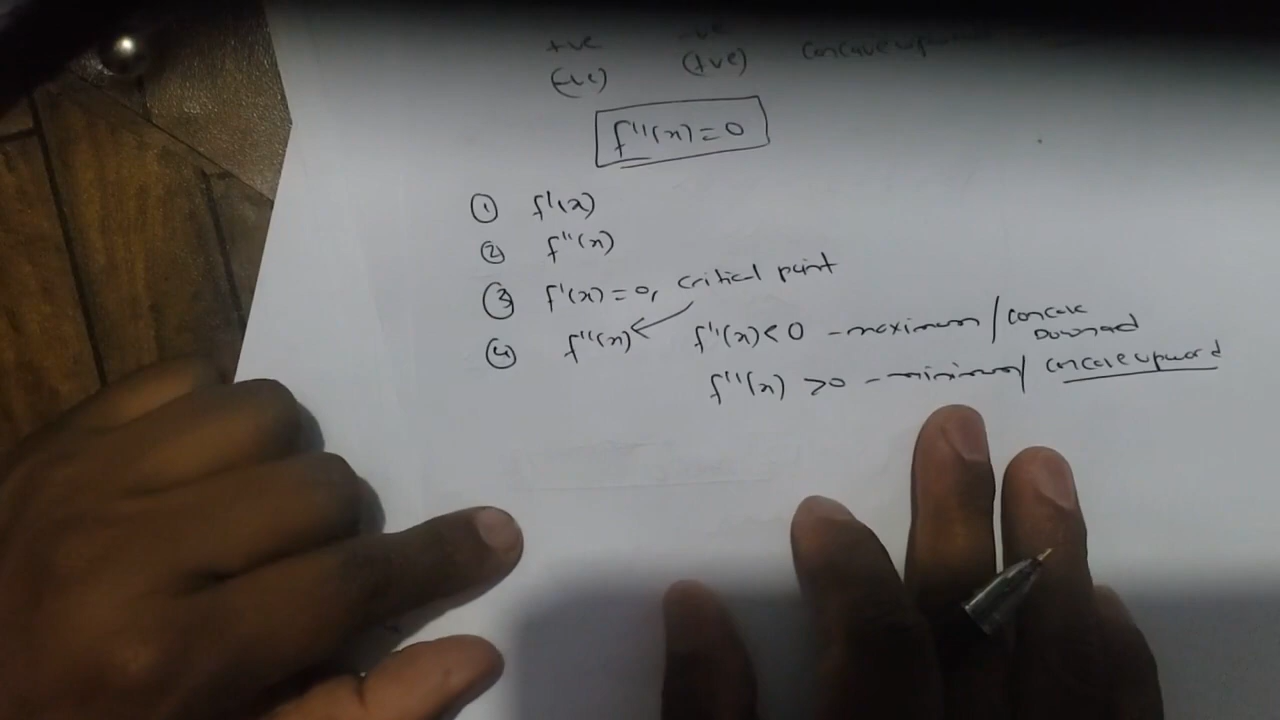 +ve -ve
(-ve) (+ve) concave upward
f''(x) = 0
① f'(x)
② f''(x)
③ f'(x) = 0, critical point
④ f''(x) ← f'(x) < 0 - maximum / concave
Downward
f''(x) > 0 - minimum / concave upward